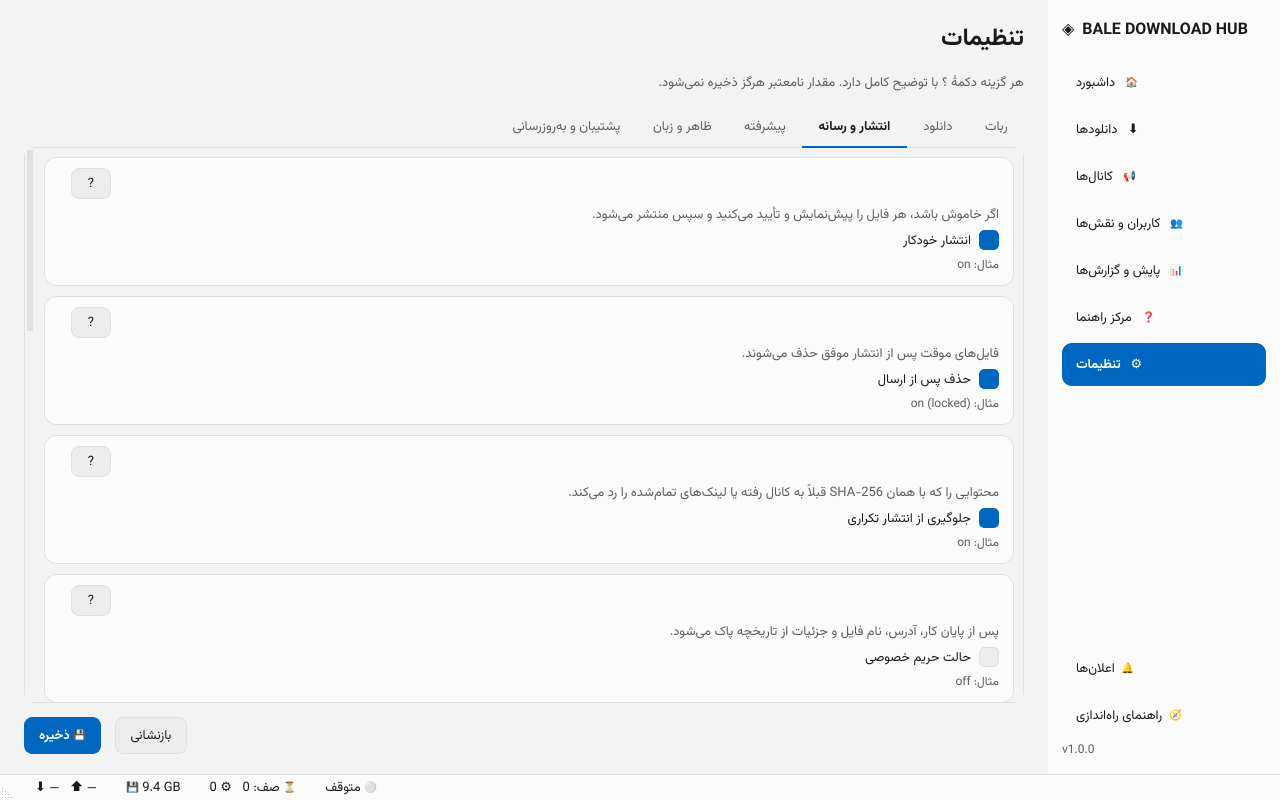 ◈ BALE DOWNLOAD HUB
🏠 داشبورد
⬇ دانلودها
📢 کانال‌ها
👥 کاربران و نقش‌ها
📊 پایش و گزارش‌ها
❓ مرکز راهنما
⚙ تنظیمات
🔔 اعلان‌ها
🧭 راهنمای راه‌اندازی
v1.0.0
تنظیمات
هر گزینه دکمهٔ ؟ با توضیح کامل دارد. مقدار نامعتبر هرگز ذخیره نمی‌شود.
ربات دانلود انتشار و رسانه پیشرفته ظاهر و زبان پشتیبان و به‌روزرسانی
?
اگر خاموش باشد، هر فایل را پیش‌نمایش و تأیید می‌کنید و سپس منتشر می‌شود.
انتشار خودکار
مثال: on
?
فایل‌های موقت پس از انتشار موفق حذف می‌شوند.
حذف پس از ارسال
مثال: on (locked)
?
محتوایی را که با همان SHA-256 قبلاً به کانال رفته یا لینک‌های تمام‌شده را رد می‌کند.
جلوگیری از انتشار تکراری
مثال: on
?
پس از پایان کار، آدرس، نام فایل و جزئیات از تاریخچه پاک می‌شود.
حالت حریم خصوصی
مثال: off
بازنشانی 💾 ذخیره
⚪ متوقف ⏳ صف: 0 ⚙ 0 💾 9.4 GB ⬆ — ⬇ —